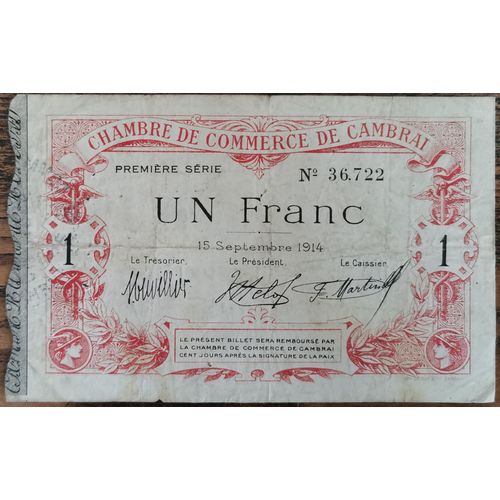 CHAMBRE DE COMMERCE DE CAMBRAI
PREMIÈRE SÉRIE Nº 36.722
UN Franc
1 15 Septembre 1914 1
Le Trésorier, Le Président, Le Caissier,
F. Martin
LE PRÉSENT BILLET SERA REMBOURSÉ PAR
LA CHAMBRE DE COMMERCE DE CAMBRAI
CENT JOURS APRÈS LA SIGNATURE DE LA PAIX